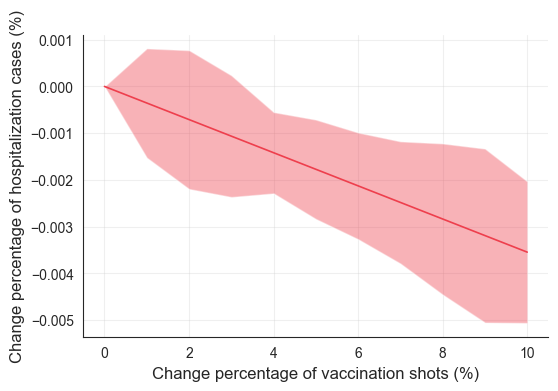 Change percentage of hospitalization cases (%)
0.001
0.000
−0.001
−0.002
−0.003
−0.004
−0.005
0 2 4 6 8 10
Change percentage of vaccination shots (%)